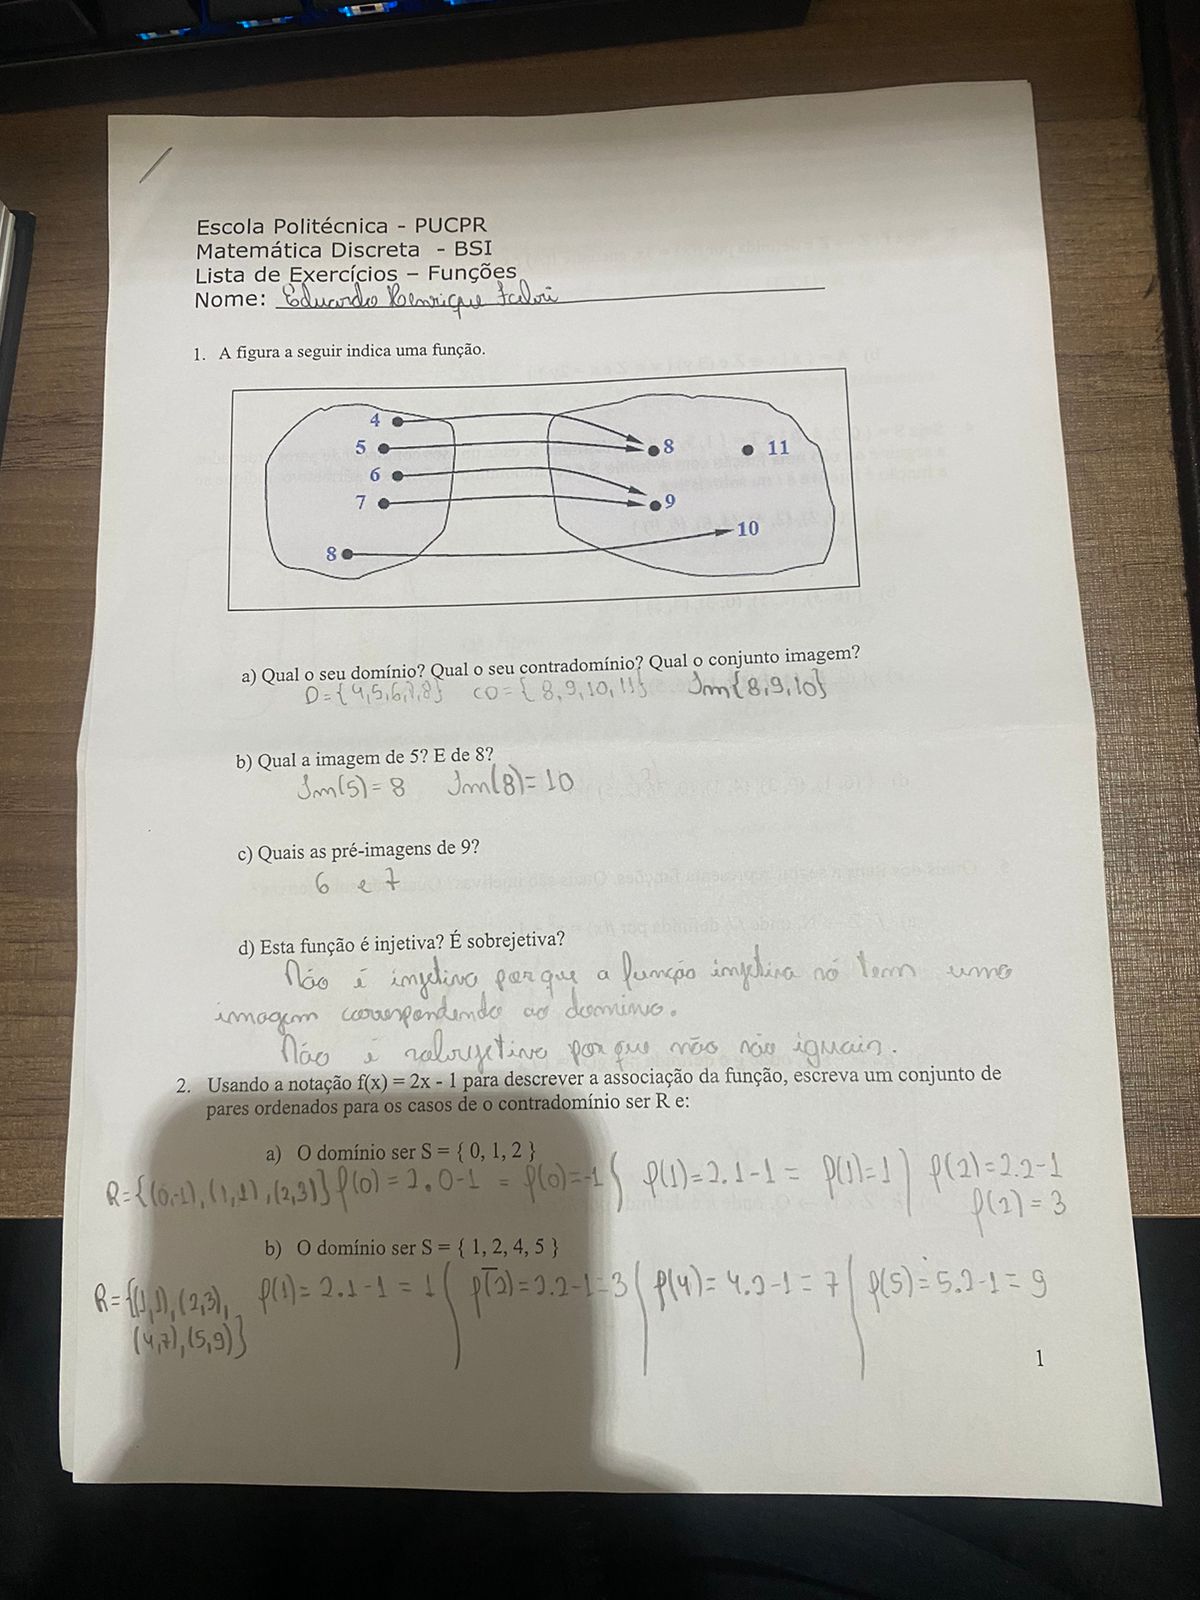 Escola Politécnica - PUCPR
Matemática Discreta - BSI
Lista de Exercícios – Funções
Nome: Eduardo Henrique
1. A figura a seguir indica uma função.
4
5 8 11
6
7 9
10
8
a) Qual o seu domínio? Qual o seu contradomínio? Qual o conjunto imagem?
D={4,5,6,7,8} CD={8,9,10,11} Im{8,9,10}
b) Qual a imagem de 5? E de 8?
Im(5)=8 Im(8)=10
c) Quais as pré-imagens de 9?
6 e 7
d) Esta função é injetiva? É sobrejetiva?
Não é injetiva porque a função injetiva só tem uma
imagem correspondendo ao domínio.
Não é sobrejetiva porque não são iguais.
2. Usando a notação f(x) = 2x - 1 para descrever a associação da função, escreva um conjunto de
pares ordenados para os casos de o contradomínio ser R e:
a) O domínio ser S = { 0, 1, 2 }
R={(0,-1),(1,1),(2,3)} f(0)=2.0-1 = f(0)=-1 f(1)=2.1-1= f(1)=1 f(2)=2.2-1
f(2)=3
b) O domínio ser S = { 1, 2, 4, 5 }
R={(1,1),(2,3), f(1)=2.1-1=1 f(2)=2.2-1=3 f(4)=4.2-1=7 f(5)=5.2-1=9
(4,7),(5,9)}
1